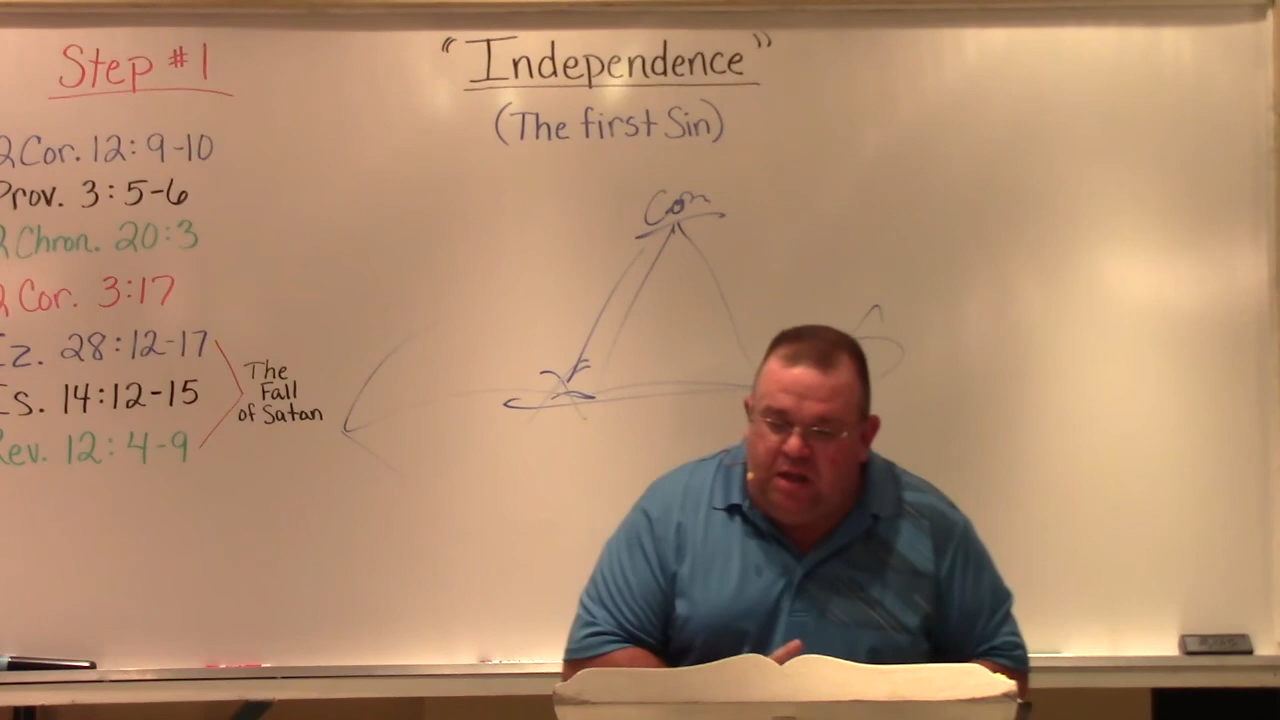 Step #1
"Independence"
(The first Sin)
2 Cor. 12:9-10
Prov. 3:5-6
2 Chron. 20:3
2 Cor. 3:17
Ez. 28:12-17
Is. 14:12-15
Rev. 12:4-9
The
Fall
of Satan